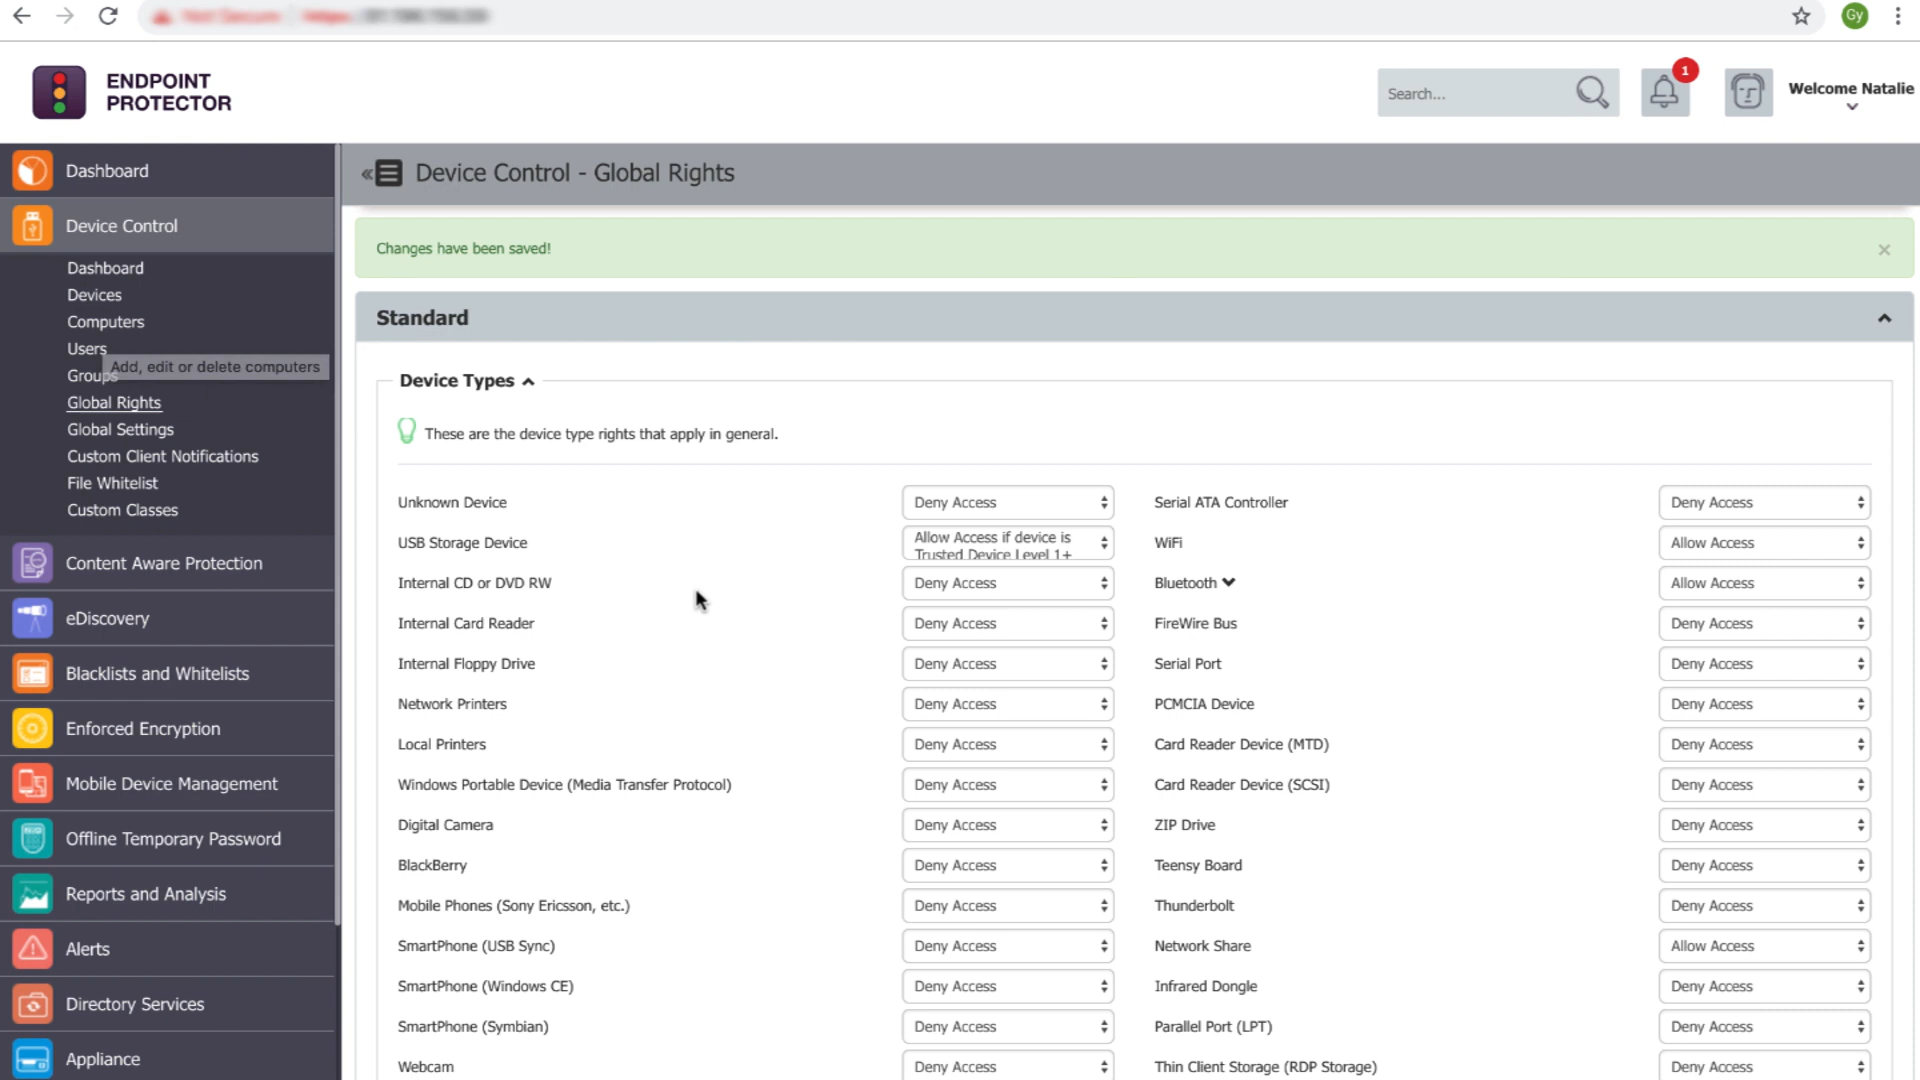 ENDPOINT
PROTECTOR
Search...
1
Welcome Natalie
Gy
Dashboard
Device Control
Dashboard
Devices
Computers
Users
Add, edit or delete computers
Groups
Global Rights
Global Settings
Custom Client Notifications
File Whitelist
Custom Classes
Content Aware Protection
eDiscovery
Blacklists and Whitelists
Enforced Encryption
Mobile Device Management
Offline Temporary Password
Reports and Analysis
Alerts
Directory Services
Appliance
Device Control - Global Rights
Changes have been saved!
Standard
Device Types
These are the device type rights that apply in general.
Unknown Device Deny Access Serial ATA Controller Deny Access
USB Storage Device Allow Access if device is Trusted Device Level 1+ WiFi Allow Access
Internal CD or DVD RW Deny Access Bluetooth Allow Access
Internal Card Reader Deny Access FireWire Bus Deny Access
Internal Floppy Drive Deny Access Serial Port Deny Access
Network Printers Deny Access PCMCIA Device Deny Access
Local Printers Deny Access Card Reader Device (MTD) Deny Access
Windows Portable Device (Media Transfer Protocol) Deny Access Card Reader Device (SCSI) Deny Access
Digital Camera Deny Access ZIP Drive Deny Access
BlackBerry Deny Access Teensy Board Deny Access
Mobile Phones (Sony Ericsson, etc.) Deny Access Thunderbolt Deny Access
SmartPhone (USB Sync) Deny Access Network Share Allow Access
SmartPhone (Windows CE) Deny Access Infrared Dongle Deny Access
SmartPhone (Symbian) Deny Access Parallel Port (LPT) Deny Access
Webcam Deny Access Thin Client Storage (RDP Storage) Deny Access